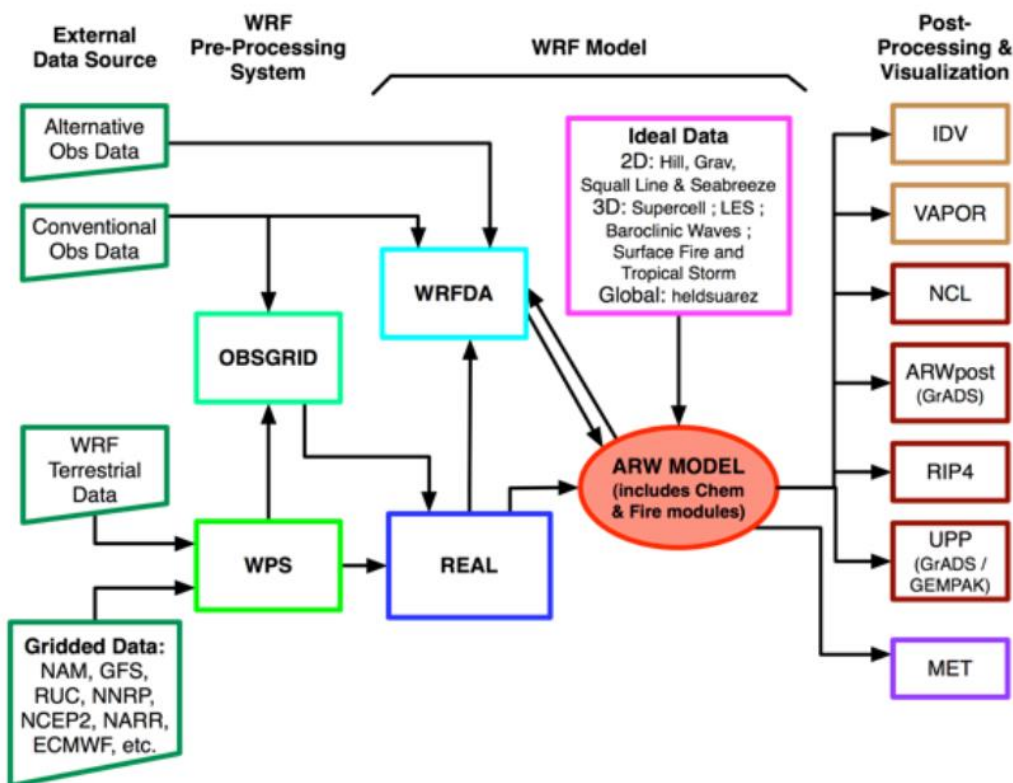 External
Data Source
WRF
Pre-Processing
System
WRF Model
Post-
Processing &
Visualization
Alternative
Obs Data
Conventional
Obs Data
WRF
Terrestrial
Data
Gridded Data:
NAM, GFS,
RUC, NNRP,
NCEP2, NARR,
ECMWF, etc.
OBSGRID
WPS
WRFDA
REAL
Ideal Data
2D: Hill, Grav,
Squall Line & Seabreeze
3D: Supercell ; LES ;
Baroclinic Waves ;
Surface Fire and
Tropical Storm
Global: heldsuarez
ARW MODEL
(includes Chem
& Fire modules)
IDV
VAPOR
NCL
ARWpost
(GrADS)
RIP4
UPP
(GrADS /
GEMPAK)
MET